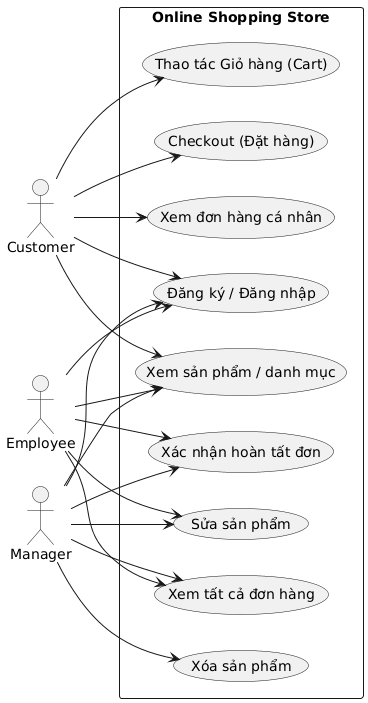 Online Shopping Store
Thao tác Giỏ hàng (Cart)
Checkout (Đặt hàng)
Xem đơn hàng cá nhân
Customer
Đăng ký / Đăng nhập
Xem sản phẩm / danh mục
Employee
Xác nhận hoàn tất đơn
Sửa sản phẩm
Manager
Xem tất cả đơn hàng
Xóa sản phẩm